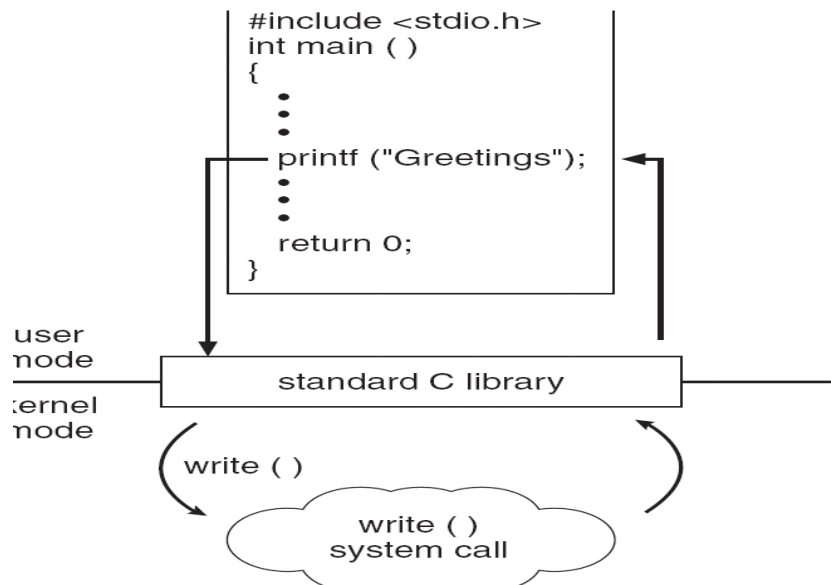 #include <stdio.h>
int main ( )
{
•
•
•
printf ("Greetings");
•
•
•
return 0;
}
user
mode
standard C library
kernel
mode
write ( )
write ( )
system call